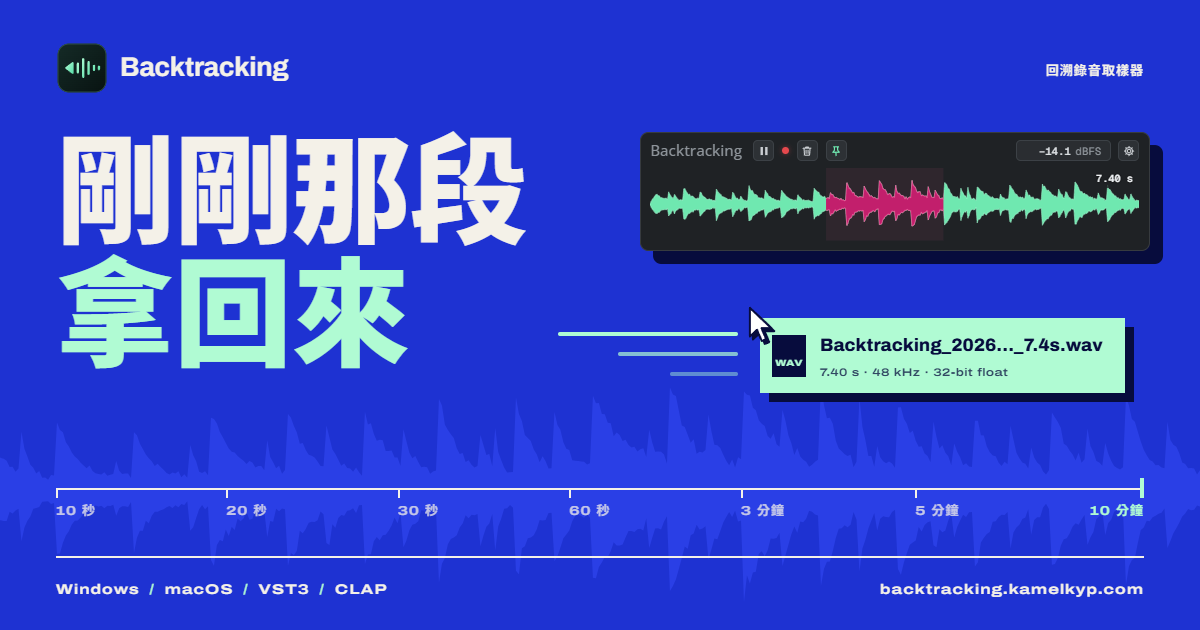 Backtracking
回溯錄音取樣器
剛剛那段
拿回來
Backtracking
-14.1 dBFS
7.40 s
WAV
Backtracking_2026..._7.4s.wav
7.40 s · 48 kHz · 32-bit float
10 秒
20 秒
30 秒
60 秒
3 分鐘
5 分鐘
10 分鐘
Windows / macOS / VST3 / CLAP
backtracking.kamelkyp.com